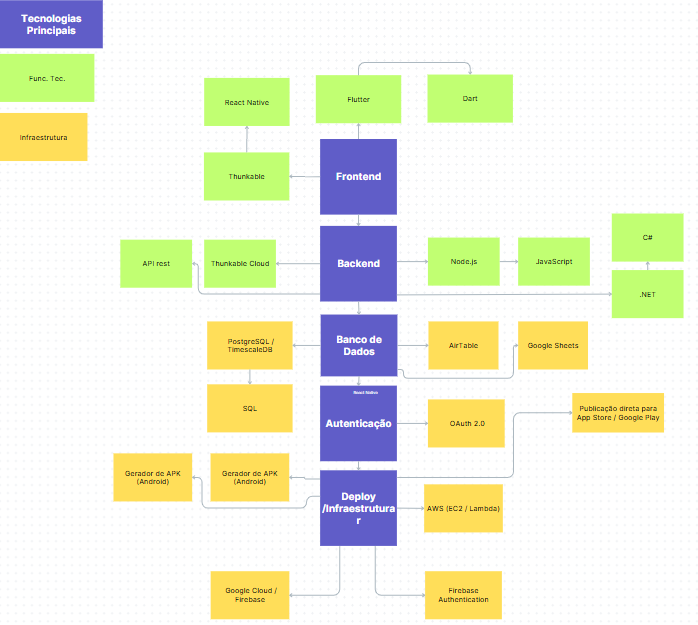 Tecnologias
Principais
Func. Tec.
Infraestrutura
React Native
Flutter
Dart
Thunkable
Frontend
API rest
Thunkable Cloud
Backend
Node.js
JavaScript
C#
.NET
PostgreSQL /
TimescaleDB
Banco de
Dados
AirTable
Google Sheets
SQL
React Native
Autenticação
OAuth 2.0
Publicação direta para
App Store / Google Play
Gerador de APK
(Android)
Gerador de APK
(Android)
Deploy
/Infraestrutura
r
AWS (EC2 / Lambda)
Google Cloud /
Firebase
Firebase
Authentication